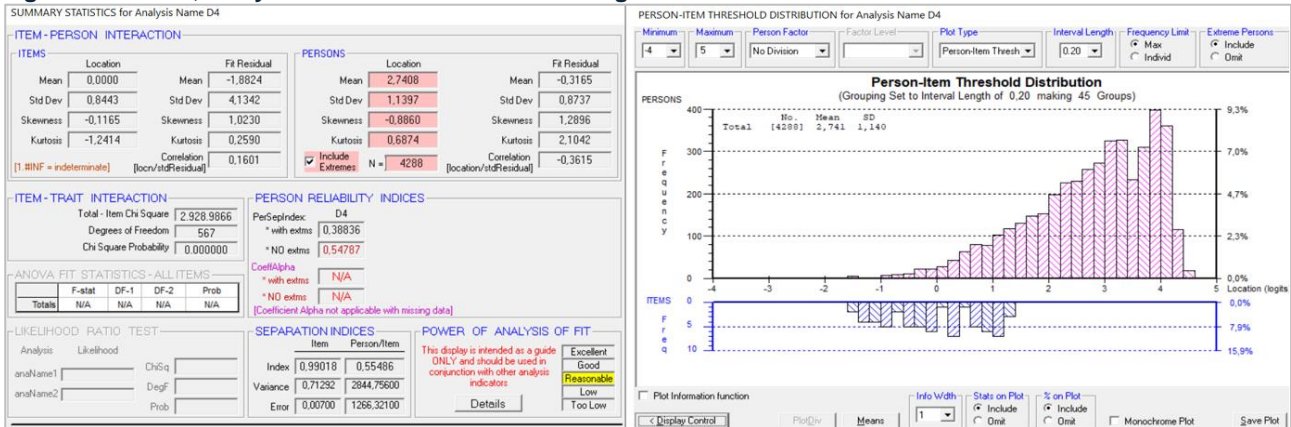 SUMMARY STATISTICS for Analysis Name D4
ITEM-PERSON INTERACTION
ITEMS PERSONS
Location Fit Residual Location Fit Residual
Mean 0,0000 Mean -1,8824 Mean 2,7408 Mean -0,3165
Std Dev 0,8443 Std Dev 4,1342 Std Dev 1,1397 Std Dev 0,8737
Skewness -0,1165 Skewness 1,0230 Skewness -0,8860 Skewness 1,2896
Kurtosis -1,2414 Kurtosis 0,2590 Kurtosis 0,6874 Kurtosis 2,1042
[1.#INF = indeterminate] Correlation [locn/stdResidual] 0,1601 Include Extremes N = 4288 Correlation [location/stdResidual] -0,3615
ITEM-TRAIT INTERACTION
Total - Item Chi Square 2.928.9866
Degrees of Freedom 567
Chi Square Probability 0.000000
PERSON RELIABILITY INDICES
PerSepIndex: D4
* with extms 0,38836
* NO extms 0,54787
CoeffAlpha
* with extms N/A
* NO extms N/A
[Coefficient Alpha not applicable with missing data]
ANOVA FIT STATISTICS - ALL ITEMS
F-stat DF-1 DF-2 Prob
Totals N/A N/A N/A N/A
LIKELIHOOD RATIO TEST
Analysis Likelihood
anaName1 ChiSq
anaName2 DegF
Prob
SEPARATION INDICES
Item Person/Item
Index 0,99018 0,55486
Variance 0,71292 2844,75600
Error 0,00700 1266,32100
POWER OF ANALYSIS OF FIT
This display is intended as a guide ONLY and should be used in conjunction with other analysis indicators
Excellent
Good
Reasonable
Low
Too Low
Details
PERSON-ITEM THRESHOLD DISTRIBUTION for Analysis Name D4
Minimum Maximum Person Factor Factor Level Plot Type Interval Length Frequency Limit Extreme Persons
-4 5 No Division Person-Item Thresh 0.20 Max Include
Individ Omit
Person-Item Threshold Distribution
(Grouping Set to Interval Length of 0,20 making 45 Groups)
PERSONS
No. Mean SD
Total [4288] 2,741 1,140
Frequency
400 9,3%
300 7,0%
200 4,7%
100 2,3%
0 0,0%
-4 -3 -2 -1 0 1 2 3 4 5 Location (logits
ITEMS 0 0,0%
Freq
5 7,9%
10 15,9%
Plot Information function
Info Wdth Stats on Plot % on Plot
1 Include Include
Omit Omit
< Display Control PlotDiv Means Monochrome Plot Save Plot